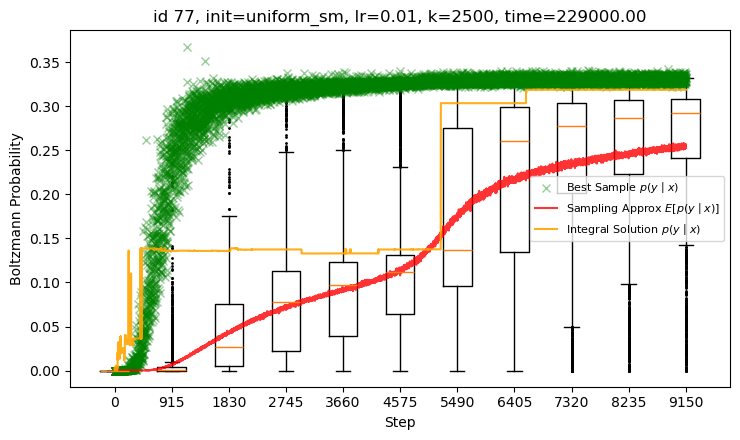 id 77, init=uniform_sm, lr=0.01, k=2500, time=229000.00
Boltzmann Probability
0.35
0.30
0.25
0.20
0.15
0.10
0.05
0.00
Best Sample p(y | x)
Sampling Approx E[p(y | x)]
Integral Solution p(y | x)
0 915 1830 2745 3660 4575 5490 6405 7320 8235 9150
Step